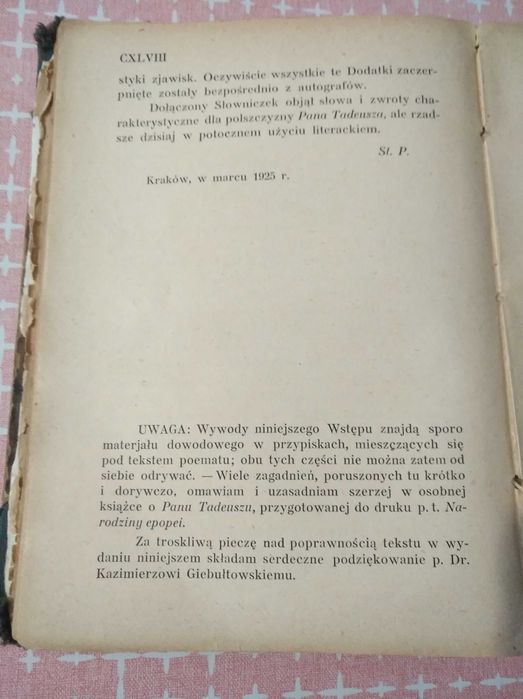 CXLVIII
styki zjawisk. Oczywiście wszystkie te Dodatki zaczer-
pnięte zostały bezpośrednio z autografów.
Dołączony Słowniczek objął słowa i zwroty cha-
rakterystyczne dla polszczyzny Pana Tadeusza, ale rzad-
sze dzisiaj w potocznem użyciu literackiem.
St. P.
Kraków, w marcu 1925 r.
UWAGA: Wywody niniejszego Wstępu znajdą sporo
materjału dowodowego w przypiskach, mieszczących się
pod tekstem poematu; obu tych części nie można zatem od
siebie odrywać. — Wiele zagadnień, poruszonych tu krótko
i dorywczo, omawiam i uzasadniam szerzej w osobnej
książce o Panu Tadeuszu, przygotowanej do druku p. t. Na-
rodziny epopei.
Za troskliwą pieczę nad poprawnością tekstu w wy-
daniu niniejszem składam serdeczne podziękowanie p. Dr.
Kazimierzowi Giebułtowskiemu.